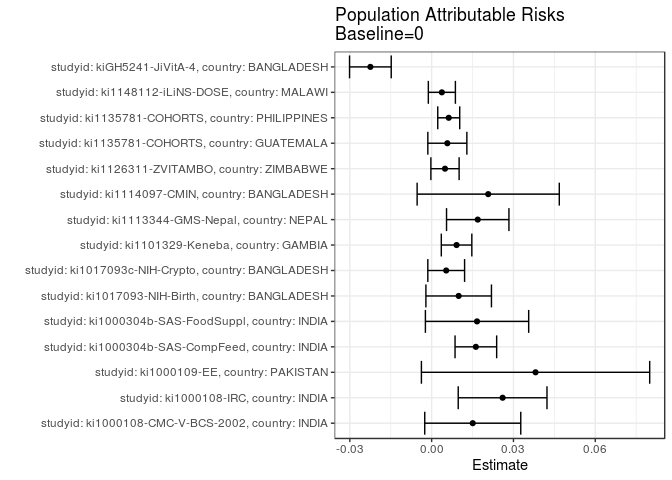 Population Attributable Risks
Baseline=0
studyid: kiGH5241-JiVitA-4, country: BANGLADESH
studyid: ki1148112-iLiNS-DOSE, country: MALAWI
studyid: ki1135781-COHORTS, country: PHILIPPINES
studyid: ki1135781-COHORTS, country: GUATEMALA
studyid: ki1126311-ZVITAMBO, country: ZIMBABWE
studyid: ki1114097-CMIN, country: BANGLADESH
studyid: ki1113344-GMS-Nepal, country: NEPAL
studyid: ki1101329-Keneba, country: GAMBIA
studyid: ki1017093c-NIH-Crypto, country: BANGLADESH
studyid: ki1017093-NIH-Birth, country: BANGLADESH
studyid: ki1000304b-SAS-FoodSuppl, country: INDIA
studyid: ki1000304b-SAS-CompFeed, country: INDIA
studyid: ki1000109-EE, country: PAKISTAN
studyid: ki1000108-IRC, country: INDIA
studyid: ki1000108-CMC-V-BCS-2002, country: INDIA
-0.03 0.00 0.03 0.06
Estimate